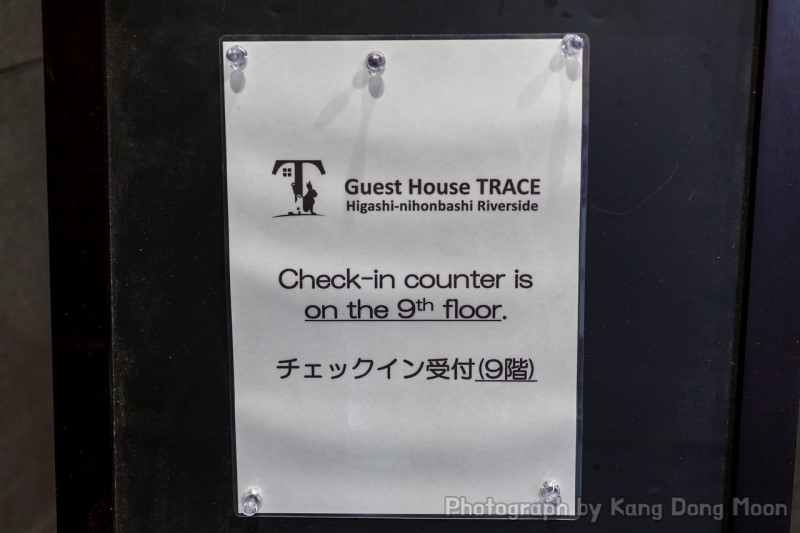 Guest House TRACE
Higashi-nihonbashi Riverside
Check-in counter is
on the 9th floor.
チェックイン受付(9階)
Photograph by Kang Dong Moon